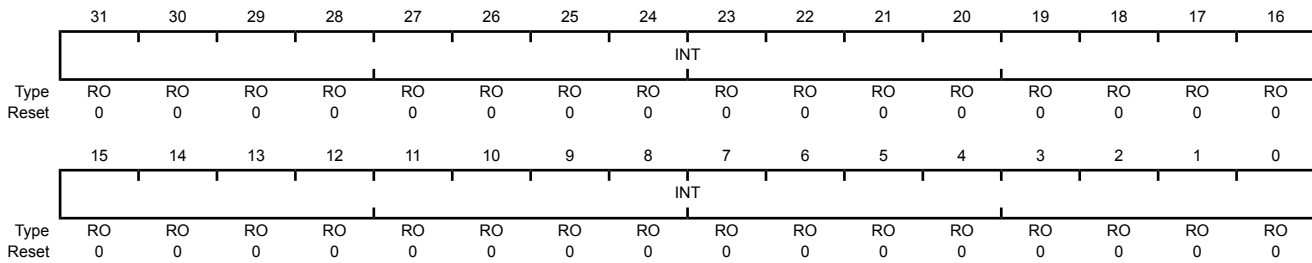 31 30 29 28 27 26 25 24 23 22 21 20 19 18 17 16
INT
Type RO RO RO RO RO RO RO RO RO RO RO RO RO RO RO RO
Reset 0 0 0 0 0 0 0 0 0 0 0 0 0 0 0 0
15 14 13 12 11 10 9 8 7 6 5 4 3 2 1 0
INT
Type RO RO RO RO RO RO RO RO RO RO RO RO RO RO RO RO
Reset 0 0 0 0 0 0 0 0 0 0 0 0 0 0 0 0